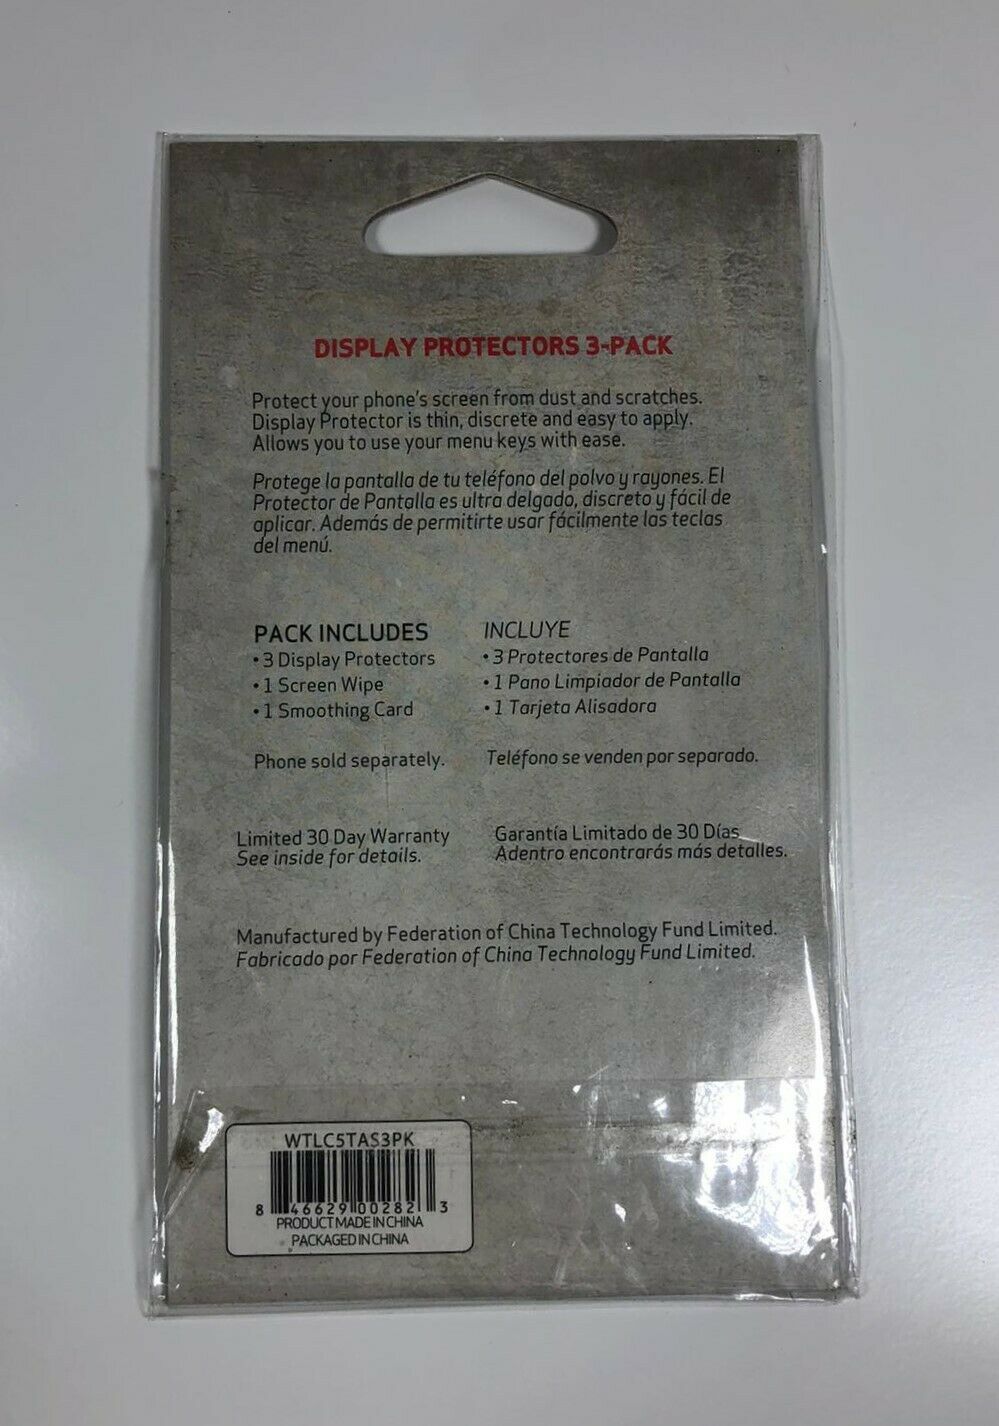 DISPLAY PROTECTORS 3-PACK
Protect your phone's screen from dust and scratches.
Display Protector is thin, discrete and easy to apply.
Allows you to use your menu keys with ease.
Protege la pantalla de tu teléfono del polvo y rayones. El
Protector de Pantalla es ultra delgado, discreto y fácil de
aplicar. Además de permitirte usar fácilmente las teclas
del menú.
PACK INCLUDES
• 3 Display Protectors
• 1 Screen Wipe
• 1 Smoothing Card
Phone sold separately.
INCLUYE
• 3 Protectores de Pantalla
• 1 Pano Limpiador de Pantalla
• 1 Tarjeta Alisadora
Teléfono se venden por separado.
Limited 30 Day Warranty
See inside for details.
Garantía Limitado de 30 Días
Adentro encontrarás más detalles.
Manufactured by Federation of China Technology Fund Limited.
Fabricado por Federation of China Technology Fund Limited.
WTLC5TAS3PK
8 46629 00282 3
PRODUCT MADE IN CHINA
PACKAGED IN CHINA